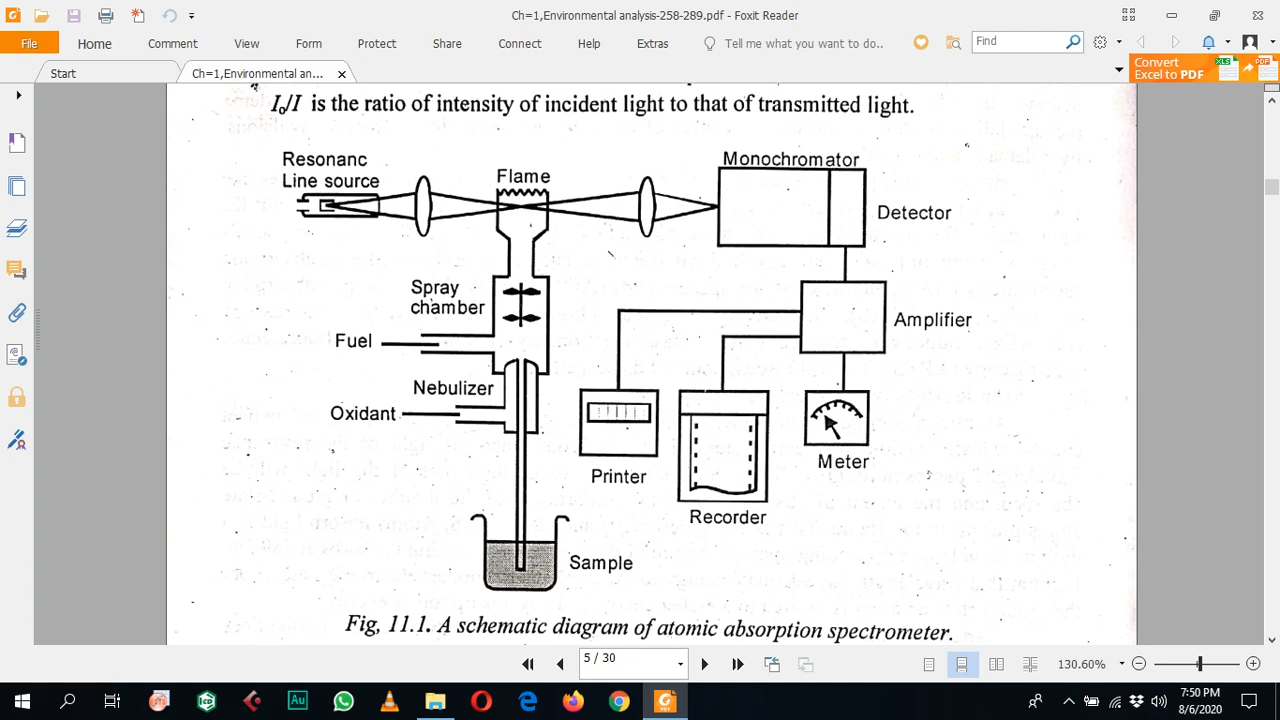 Ch=1,Environmental analysis-258-289.pdf - Foxit Reader
File Home Comment View Form Protect Share Connect Help Extras Tell me what you want to do.. Find
Start Ch=1,Environmental an...
Convert
Excel to PDF
XLS
PDF
I₀/I is the ratio of intensity of incident light to that of transmitted light.
Resonanc
Line source
Flame
Monochromator
Detector
Spray
chamber
Fuel
Amplifier
Nebulizer
Oxidant
Printer
Recorder
Meter
Sample
Fig, 11.1. A schematic diagram of atomic absorption spectrometer.
5 / 30
130.60%
Au
7:50 PM
8/6/2020